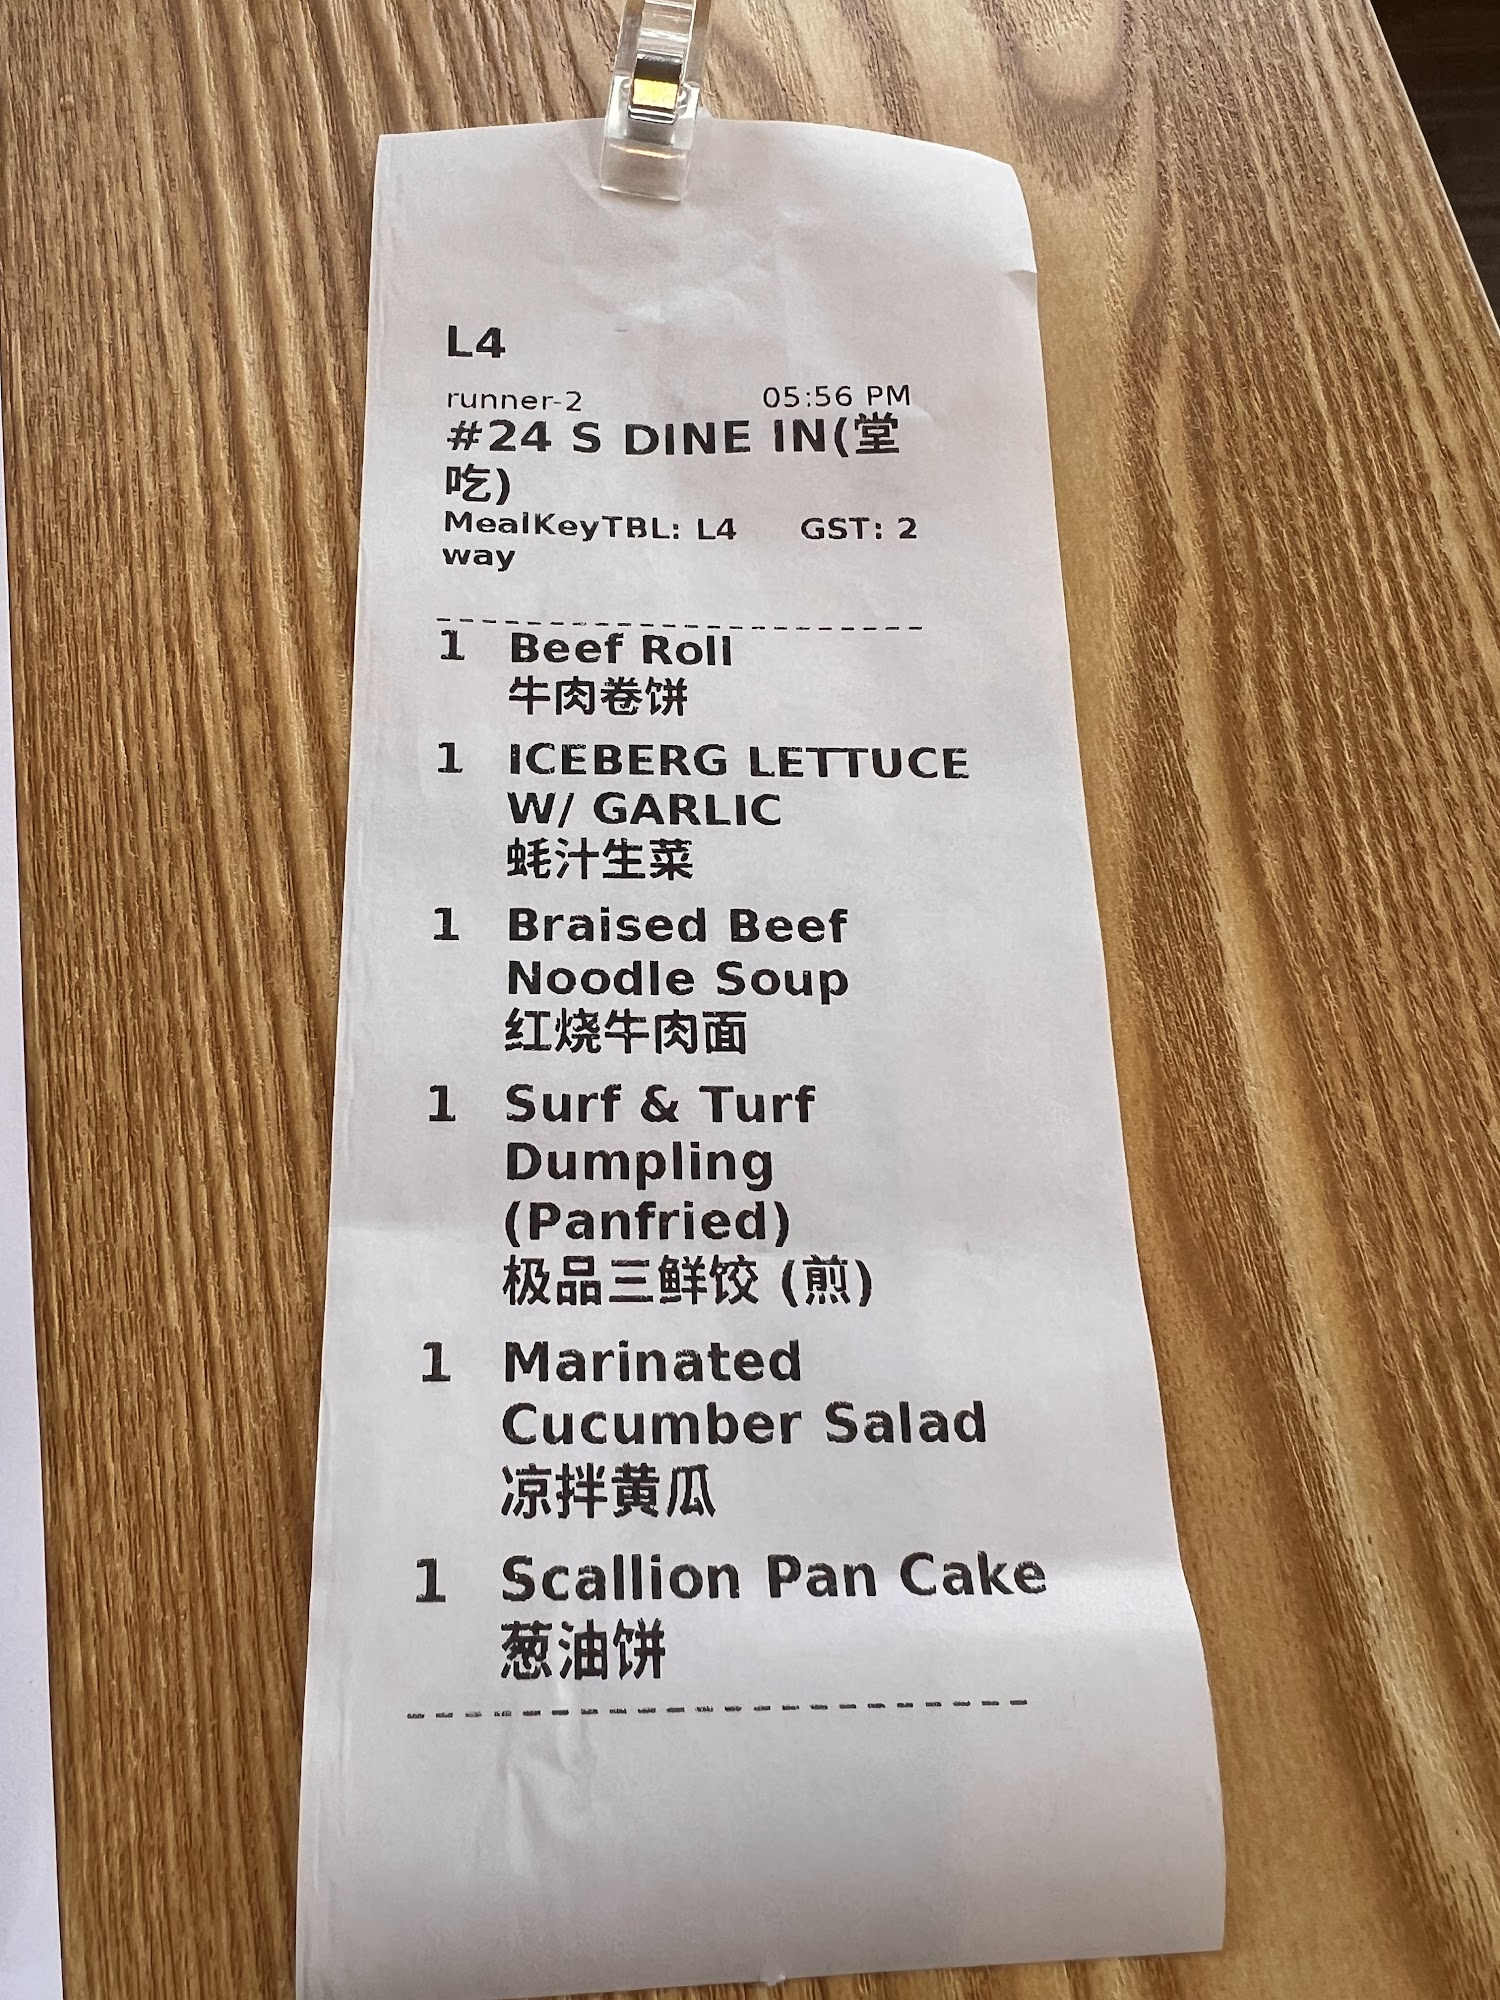 L4
runner-2 05:56 PM
#24 S DINE IN(堂
吃)
MealKeyTBL: L4 GST: 2
way
1 Beef Roll
牛肉卷饼
1 ICEBERG LETTUCE
W/ GARLIC
蚝汁生菜
1 Braised Beef
Noodle Soup
红烧牛肉面
1 Surf & Turf
Dumpling
(Panfried)
极品三鲜饺 (煎)
1 Marinated
Cucumber Salad
凉拌黄瓜
1 Scallion Pan Cake
葱油饼